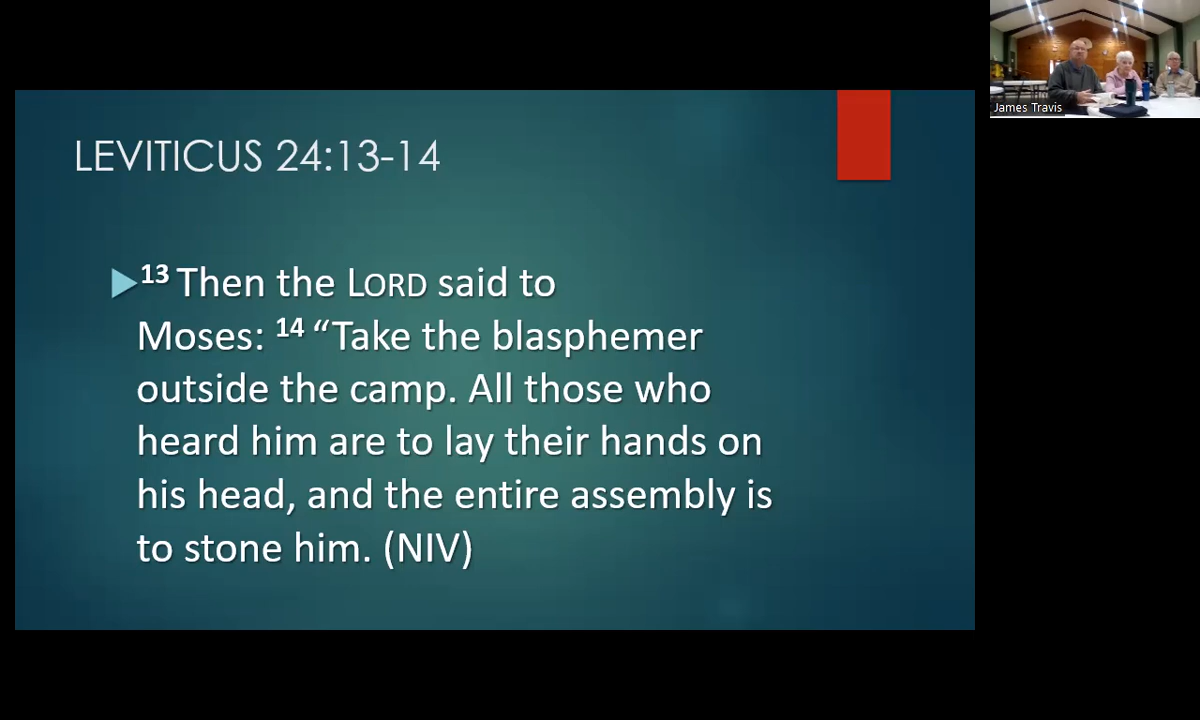 LEVITICUS 24:13-14
13 Then the LORD said to
Moses: 14 “Take the blasphemer
outside the camp. All those who
heard him are to lay their hands on
his head, and the entire assembly is
to stone him. (NIV)
James Travis